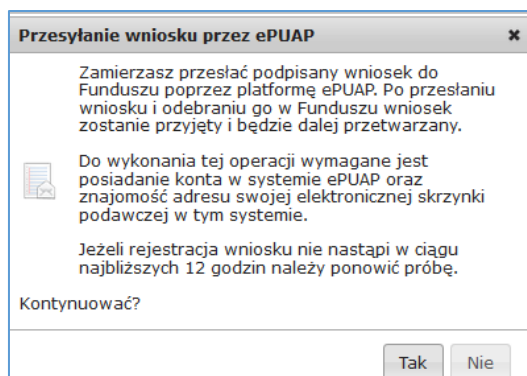 Przesyłanie wniosku przez ePUAP
Zamierzasz przesłać podpisany wniosek do
Funduszu poprzez platformę ePUAP. Po przesłaniu
wniosku i odebraniu go w Funduszu wniosek
zostanie przyjęty i będzie dalej przetwarzany.
Do wykonania tej operacji wymagane jest
posiadanie konta w systemie ePUAP oraz
znajomość adresu swojej elektronicznej skrzynki
podawczej w tym systemie.
Jeżeli rejestracja wniosku nie nastąpi w ciągu
najbliższych 12 godzin należy ponowić próbę.
Kontynuować?
Tak Nie